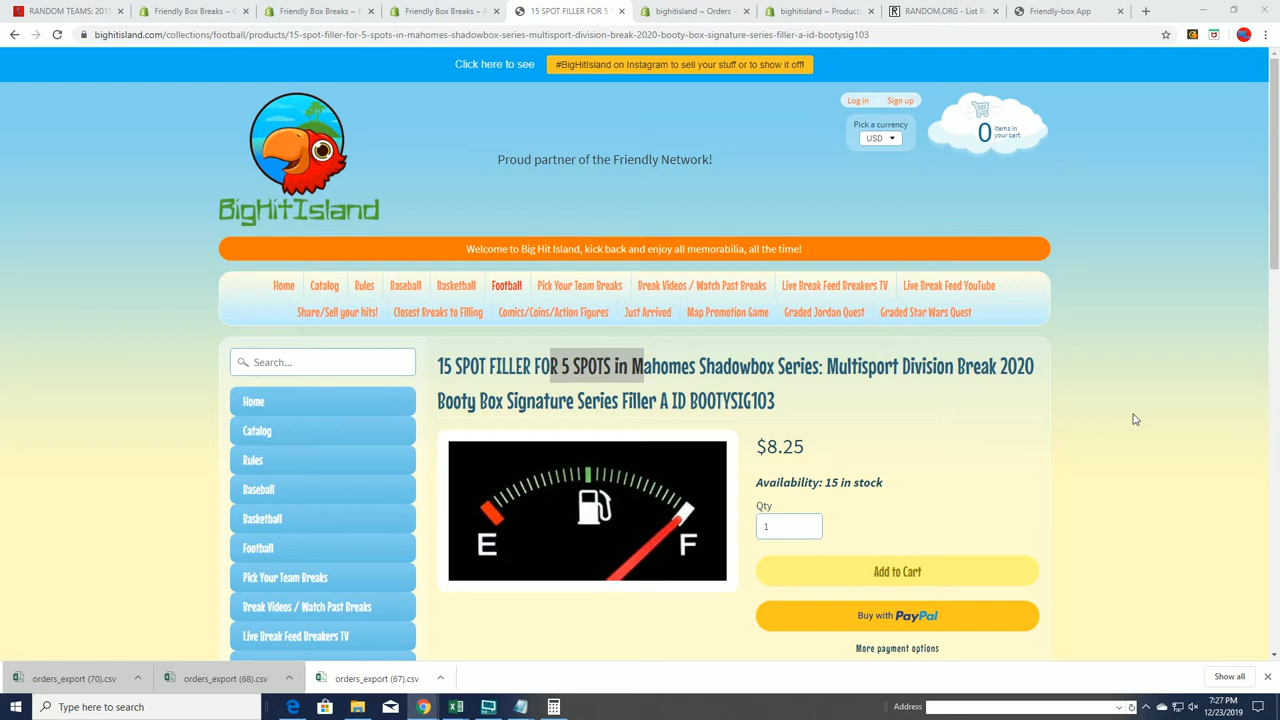 RANDOM TEAMS: 2019
Friendly Box Breaks ~
Friendly Box Breaks ~
Friendly Box Breaks ~
15 SPOT FILLER FOR 5
bighitisland ~ Orders ~
bighitisland ~ Products
RANDOM.ORG - List R
Friendly-box App
bighitisland.com/collections/football/products/15-spot-filler-for-5-spots-in-mahomes-shadowbox-series-multisport-division-break-2020-booty-box-signature-series-filler-a-id-bootysig103
Click here to see #BigHitIsland on Instagram to sell your stuff or to show it off!
Log in Sign up
Pick a currency
USD
0 items in your cart
Proud partner of the Friendly Network!
BigHitIsland
Welcome to Big Hit Island, kick back and enjoy all memorabilia, all the time!
Home Catalog Rules Baseball Basketball Football Pick Your Team Breaks Break Videos / Watch Past Breaks Live Break Feed Breakers TV Live Break Feed YouTube
Share/Sell your hits! Closest Breaks to Filling Comics/Coins/Action Figures Just Arrived Map Promotion Game Graded Jordan Quest Graded Star Wars Quest
Search...
Home
Catalog
Rules
Baseball
Basketball
Football
Pick Your Team Breaks
Break Videos / Watch Past Breaks
Live Break Feed Breakers TV
15 SPOT FILLER FOR 5 SPOTS in Mahomes Shadowbox Series: Multisport Division Break 2020
Booty Box Signature Series Filler A ID BOOTYSIG103
E F
$8.25
Availability: 15 in stock
Qty
1
Add to Cart
Buy with PayPal
More payment options
orders_export (70).csv
orders_export (68).csv
orders_export (67).csv
Show all
Type here to search
Address
7:27 PM
12/23/2019